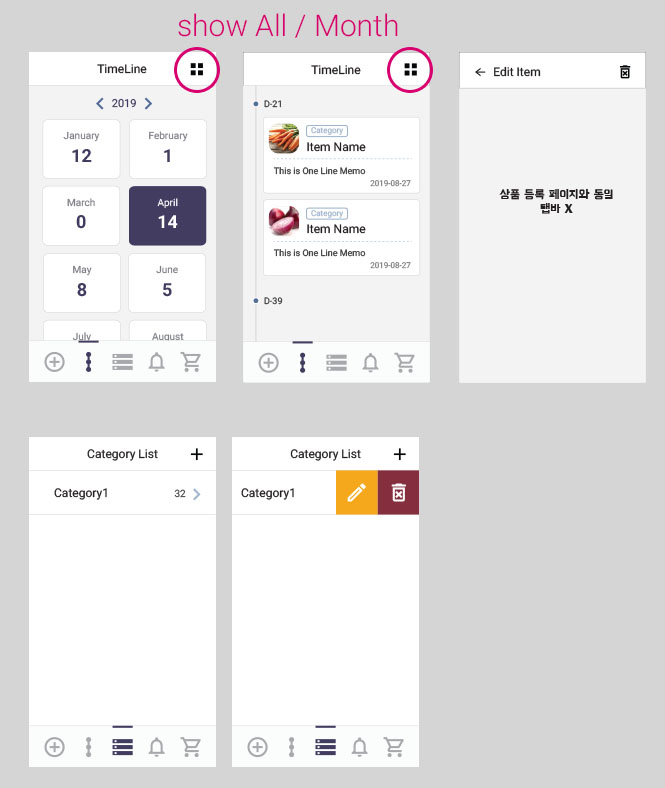 show All / Month
TimeLine
2019
January
12
February
1
March
0
April
14
May
8
June
5
July
August
TimeLine
D-21
Category
Item Name
This is One Line Memo
2019-08-27
Category
Item Name
This is One Line Memo
2019-08-27
D-39
Edit Item
상품 등록 페이지와 동일
탭바 X
Category List
Category1
32
Category List
Category1